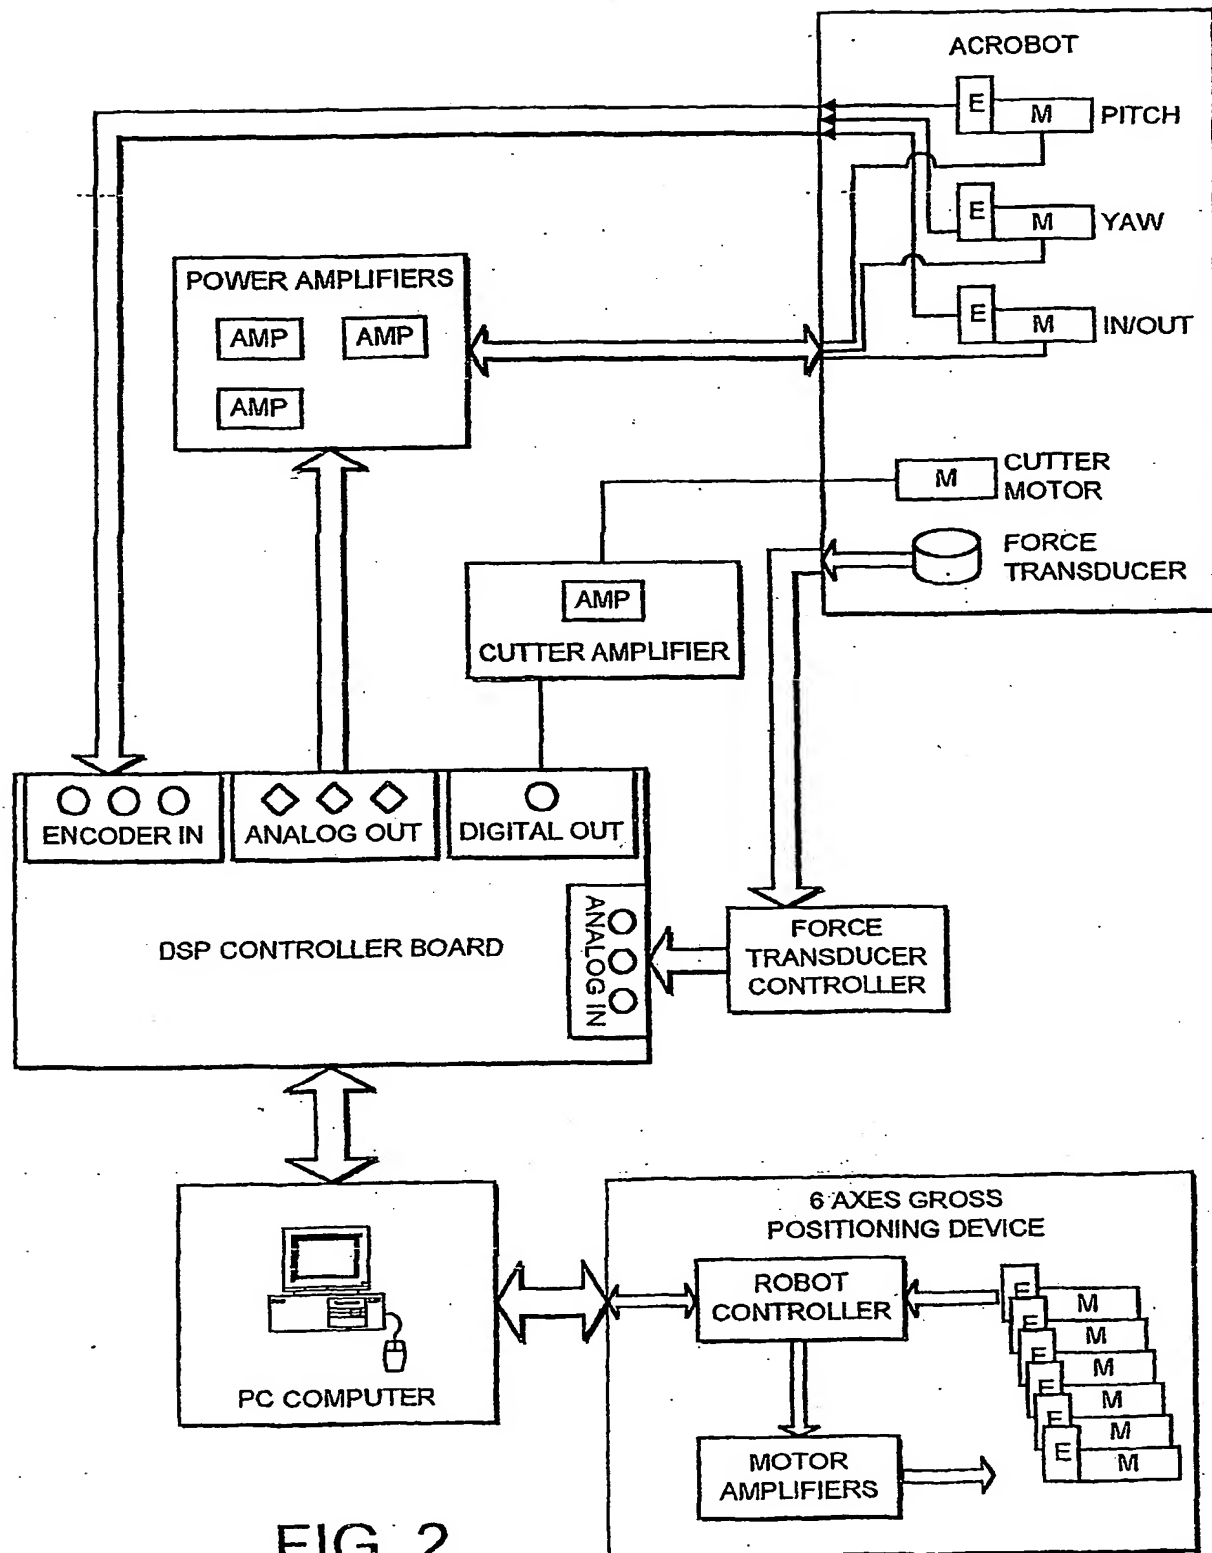 ACROBOT
E
M
PITCH
E
M
YAW
E
M
IN/OUT
POWER AMPLIFIERS
AMP
AMP
AMP
M
CUTTER
MOTOR
FORCE
TRANSDUCER
AMP
CUTTER AMPLIFIER
ENCODER IN
ANALOG OUT
DIGITAL OUT
ANALOG IN
DSP CONTROLLER BOARD
FORCE
TRANSDUCER
CONTROLLER
6 AXES GROSS
POSITIONING DEVICE
ROBOT
CONTROLLER
E
M
E
M
E
M
E
M
E
M
E
M
PC COMPUTER
MOTOR
AMPLIFIERS
FIG. 2